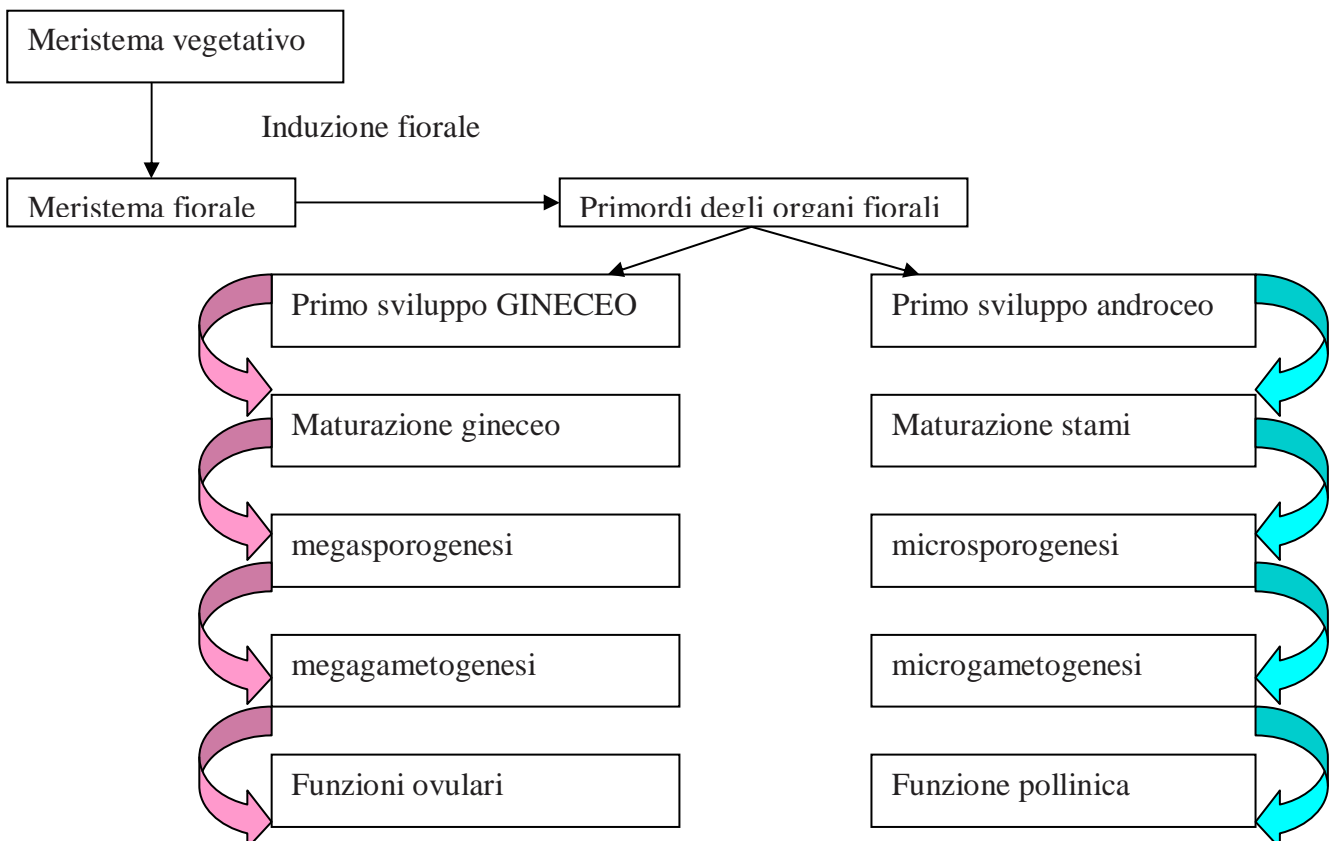 Meristema vegetativo
Induzione fiorale
Meristema fiorale
Primordi degli organi fiorali
Primo sviluppo GINECEO
Primo sviluppo androceo
Maturazione gineceo
Maturazione stami
megasporogenesi
microsporogenesi
megagametogenesi
microgametogenesi
Funzioni ovulari
Funzione pollinica